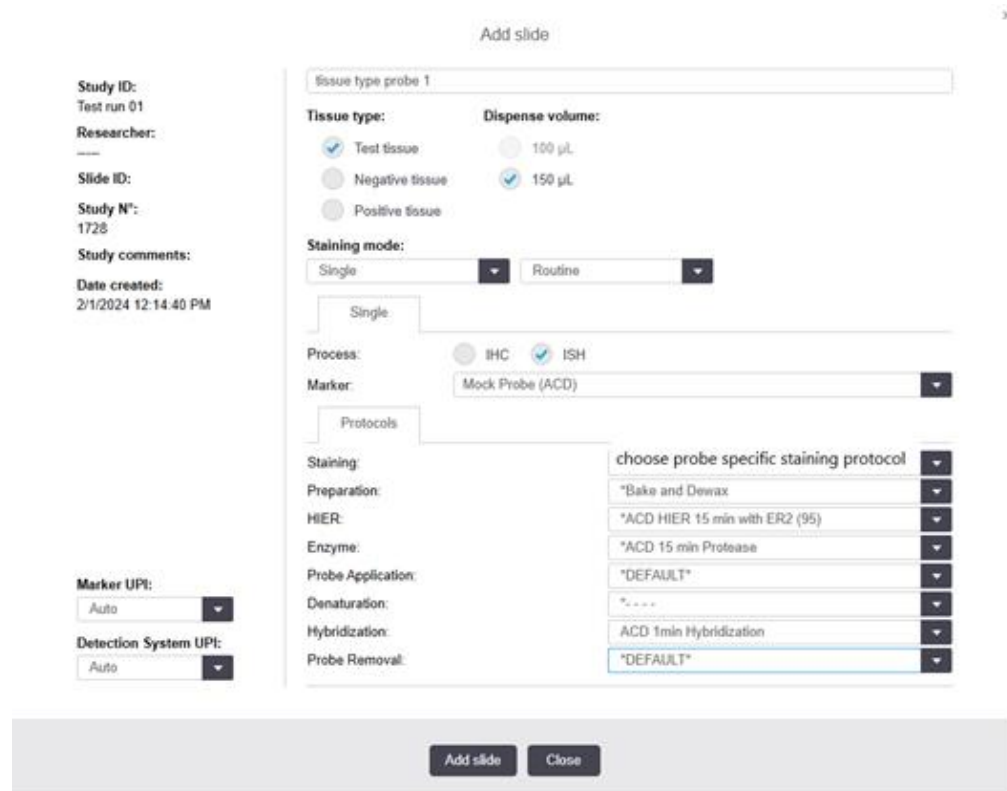 Add slide
Study ID:
Test run 01
Researcher:
-----
Slide ID:
Study N°:
1728
Study comments:
Date created:
2/1/2024 12:14:40 PM
Marker UPI:
Auto
Detection System UPI:
Auto
tissue type probe 1
Tissue type: Dispense volume:
Test tissue 100 µL
Negative tissue 150 µL
Positive tissue
Staining mode:
Single Routine
Single
Process: IHC ISH
Marker: Mock Probe (ACD)
Protocols
Staining: choose probe specific staining protocol
Preparation: *Bake and Dewax
HIER: *ACD HIER 15 min with ER2 (95)
Enzyme: *ACD 15 min Protease
Probe Application: *DEFAULT*
Denaturation: *- - - -
Hybridization: ACD 1min Hybridization
Probe Removal: *DEFAULT*
Add slide Close